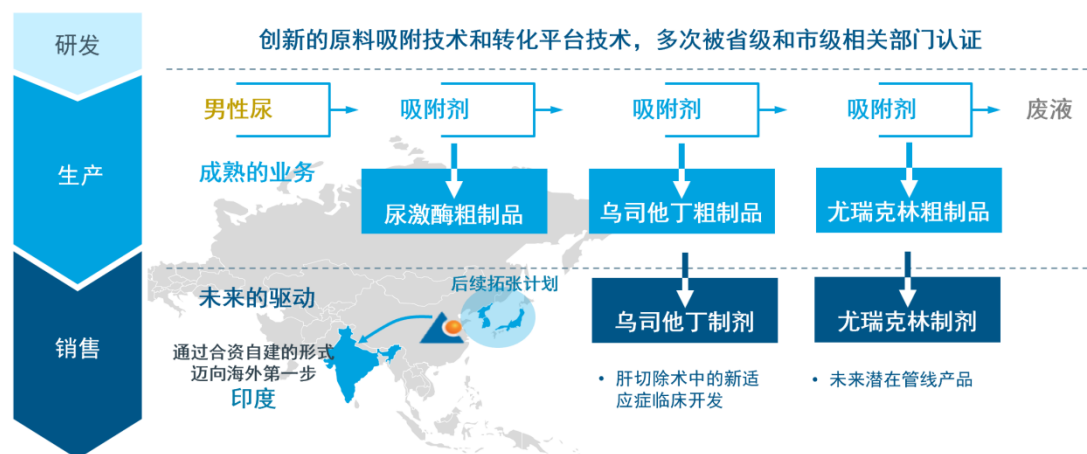 研发
创新的原料吸附技术和转化平台技术，多次被省级和市级相关部门认证
生产
男性尿
吸附剂
吸附剂
吸附剂
废液
成熟的业务
尿激酶粗制品
乌司他丁粗制品
尤瑞克林粗制品
销售
未来的驱动
后续拓张计划
乌司他丁制剂
尤瑞克林制剂
通过合资自建的形式
迈向海外第一步
印度
• 肝切除术中的新适
应症临床开发
• 未来潜在管线产品